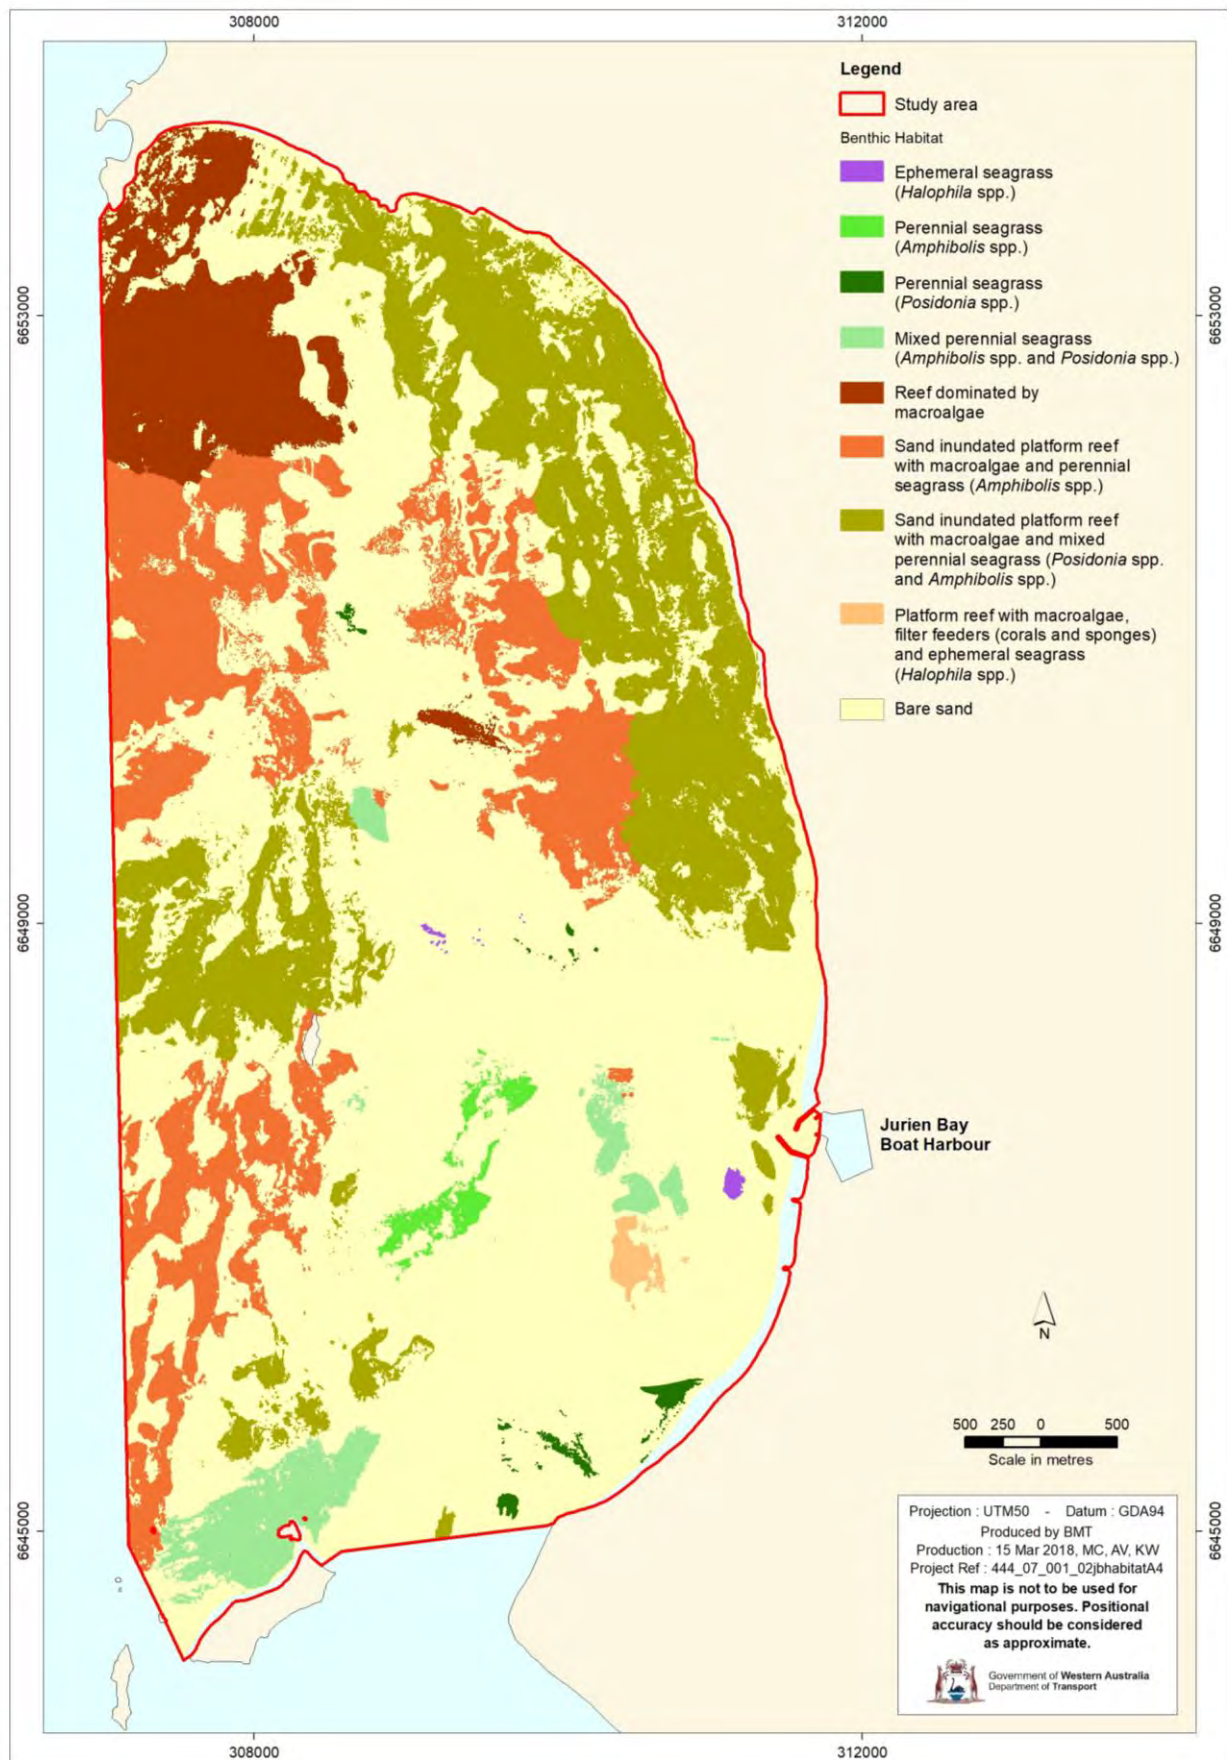 308000
312000
Legend
Study area
Benthic Habitat
Ephemeral seagrass
(Halophila spp.)
Perennial seagrass
(Amphibolis spp.)
Perennial seagrass
(Posidonia spp.)
Mixed perennial seagrass
(Amphibolis spp. and Posidonia spp.)
Reef dominated by
macroalgae
Sand inundated platform reef
with macroalgae and perennial
seagrass (Amphibolis spp.)
Sand inundated platform reef
with macroalgae and mixed
perennial seagrass (Posidonia spp.
and Amphibolis spp.)
Platform reef with macroalgae,
filter feeders (corals and sponges)
and ephemeral seagrass
(Halophila spp.)
Bare sand
6653000
6653000
6649000
6649000
Jurien Bay
Boat Harbour
N
500 250 0 500
Scale in metres
6645000
6645000
Projection : UTM50 - Datum : GDA94
Produced by BMT
Production : 15 Mar 2018, MC, AV, KW
Project Ref : 444_07_001_02jbhabitatA4
This map is not to be used for
navigational purposes. Positional
accuracy should be considered
as approximate.
Government of Western Australia
Department of Transport
308000
312000